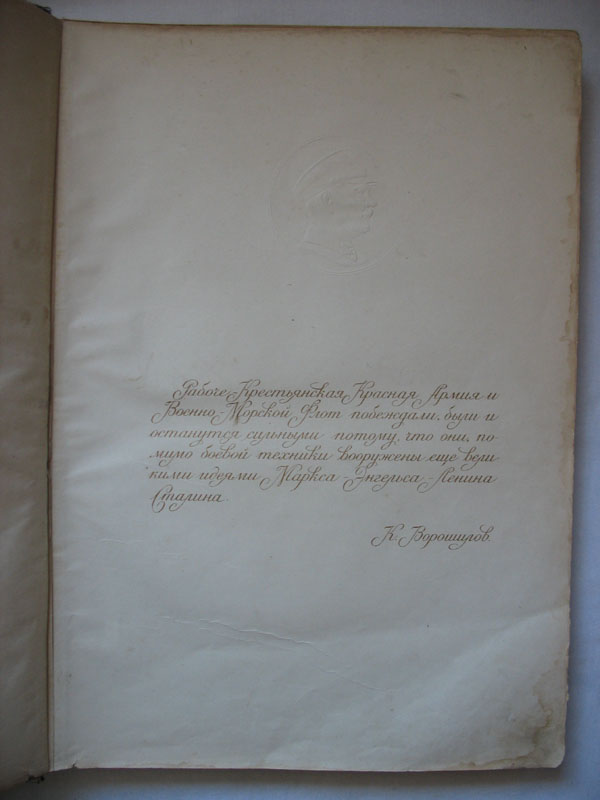 Рабоче-Крестьянская Красная Армия и
Военно-Морской Флот побеждали, были и
останутся сильными потому, что они, по-
мимо боевой техники вооружены еще вели-
кими идеями Маркса-Энгельса-Ленина
Сталина.
К. Ворошилов.